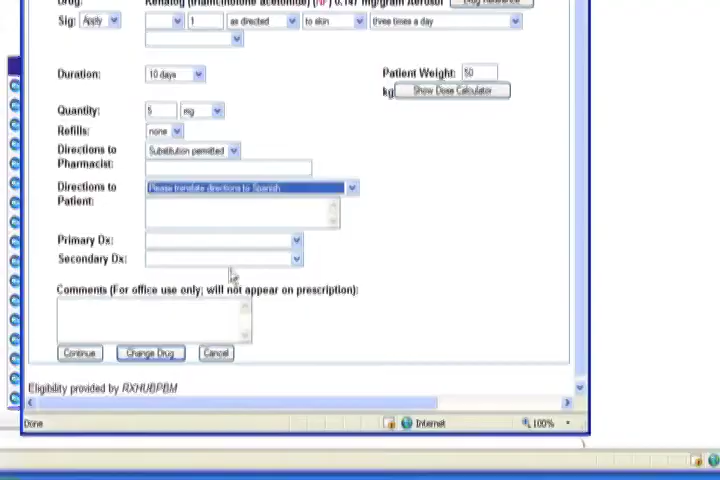 Drug: Kenalog (triamcinolone acetonide) (NF) 0.147 mg/gram Aerosol Drug Reference
Sig: Apply 1 as directed to skin three times a day
Duration: 10 days Patient Weight: 50
kg Show Dose Calculator
Quantity: 5 mg
Refills: none
Directions to Pharmacist: Substitution permitted
Directions to Patient: Please translate directions to Spanish
Primary Dx:
Secondary Dx:
Comments (For office use only; will not appear on prescription):
Continue Change Drug Cancel
Eligibility provided by RXHUBPBM
Done Internet 100%